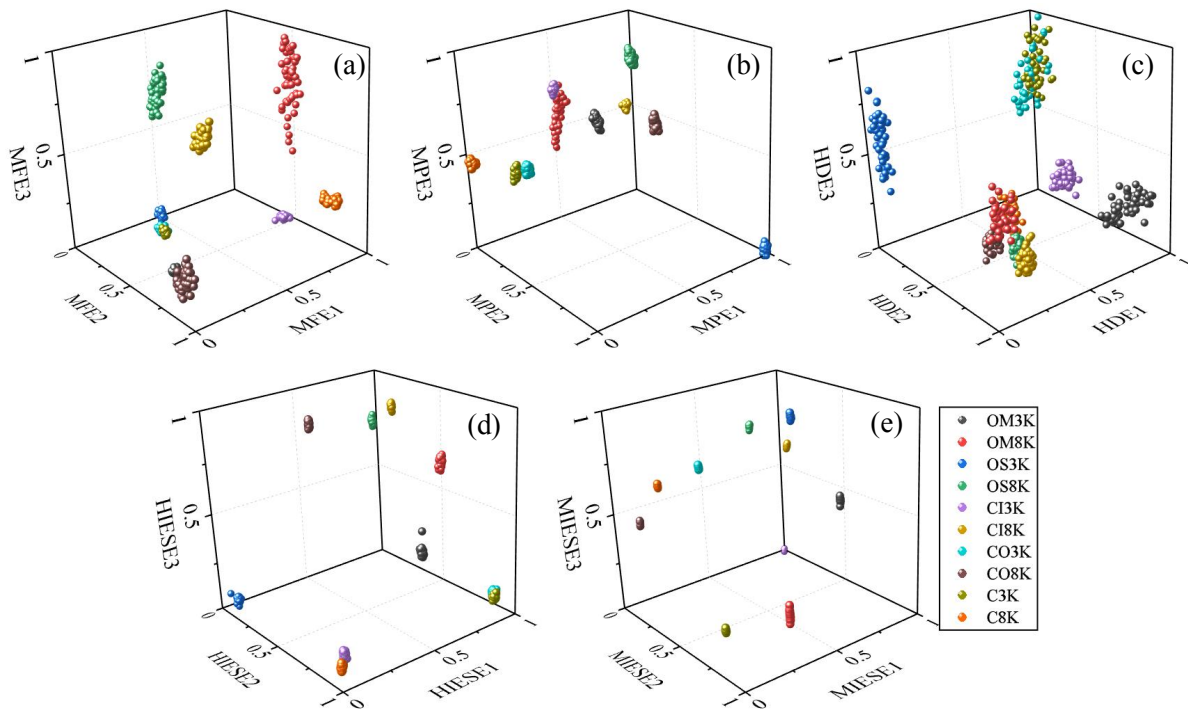 (a)
1
0.5
MFE3
0
0.5
1
MFE2
0
0.5
1
MFE1
(b)
1
0.5
MPE3
0
0.5
1
MPE2
0
0.5
1
MPE1
(c)
1
0.5
HDE3
0
0.5
1
HDE2
0
0.5
1
HDE1
(d)
1
0.5
HIESE3
0
0.5
1
HIESE2
0
0.5
1
HIESE1
(e)
1
0.5
MIESE3
0
0.5
1
MIESE2
0
0.5
1
MIESE1
OM3K
OM8K
OS3K
OS8K
CI3K
CI8K
CO3K
CO8K
C3K
C8K